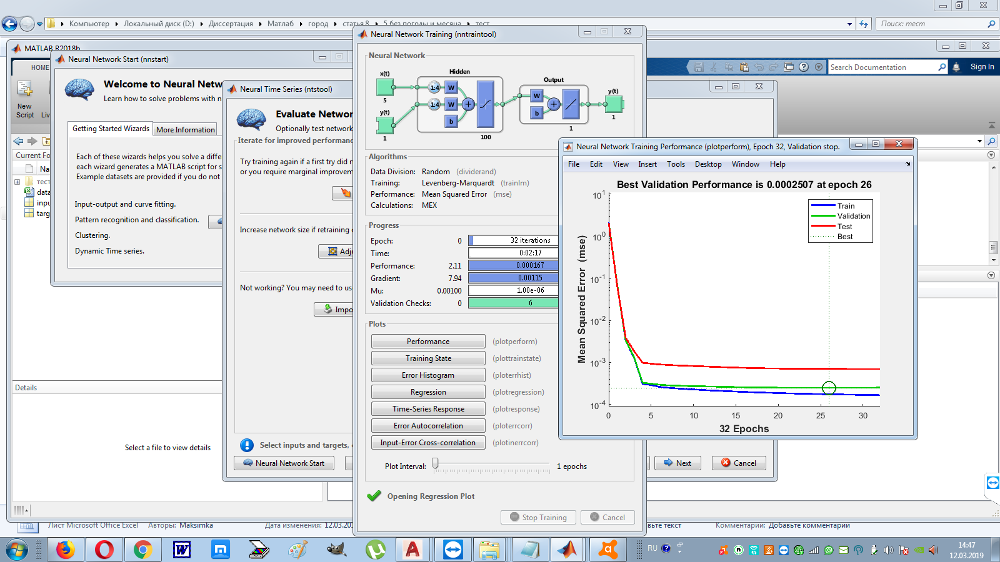 Компьютер
Локальный диск (D:)
Диссертация
Матлаб
город
статья 8
5 без погоды и месяца
тест
Поиск: тест
MATLAB R2018b
HOME
Search Documentation
Sign In
New
Script
Liv
Current Fo
Na
тес
data
inpu
targ
Details
Select a file to view details
Neural Network Start (nnstart)
Welcome to Neural Netw
Learn how to solve problems with n
Getting Started Wizards
More Information
Each of these wizards helps you solve a diffe
each wizard generates a MATLAB script for s
Example datasets are provided if you do not
Input-output and curve fitting.
Pattern recognition and classification.
Clustering.
Dynamic Time series.
Neural Time Series (ntstool)
Evaluate Networ
Optionally test network
Iterate for improved performanc
Try training again if a first try did n
or you require marginal improvem
Increase network size if retraining d
Adju
Not working? You may need to us
Impo
Select inputs and targets,
Neural Network Start
Next
Cancel
Neural Network Training (nntraintool)
Neural Network
Hidden
Output
x(t)
5
y(t)
1
1:4
W
1:4
W
b
100
W
b
1
y(t)
1
Algorithms
Data Division: Random (dividerand)
Training: Levenberg-Marquardt (trainlm)
Performance: Mean Squared Error (mse)
Calculations: MEX
Progress
Epoch: 0 32 iterations
Time: 0:02:17
Performance: 2.11 0.000167
Gradient: 7.94 0.00115
Mu: 0.00100 1.00e-06
Validation Checks: 0 6
Plots
Performance (plotperform)
Training State (plottrainstate)
Error Histogram (ploterrhist)
Regression (plotregression)
Time-Series Response (plotresponse)
Error Autocorrelation (ploterrcorr)
Input-Error Cross-correlation (plotinerrcorr)
Plot Interval: 1 epochs
Opening Regression Plot
Stop Training
Cancel
Neural Network Training Performance (plotperform), Epoch 32, Validation stop.
File Edit View Insert Tools Desktop Window Help
Best Validation Performance is 0.0002507 at epoch 26
Mean Squared Error (mse)
10^1
10^0
10^-1
10^-2
10^-3
10^-4
0 5 10 15 20 25 30
32 Epochs
Train
Validation
Test
Best
Лист Microsoft Office Excel
Авторы: Maksimka
Дата изменения: 12.03.20
вьте текст
Комментарии: Добавьте комментарии
RU
14:47
12.03.2019